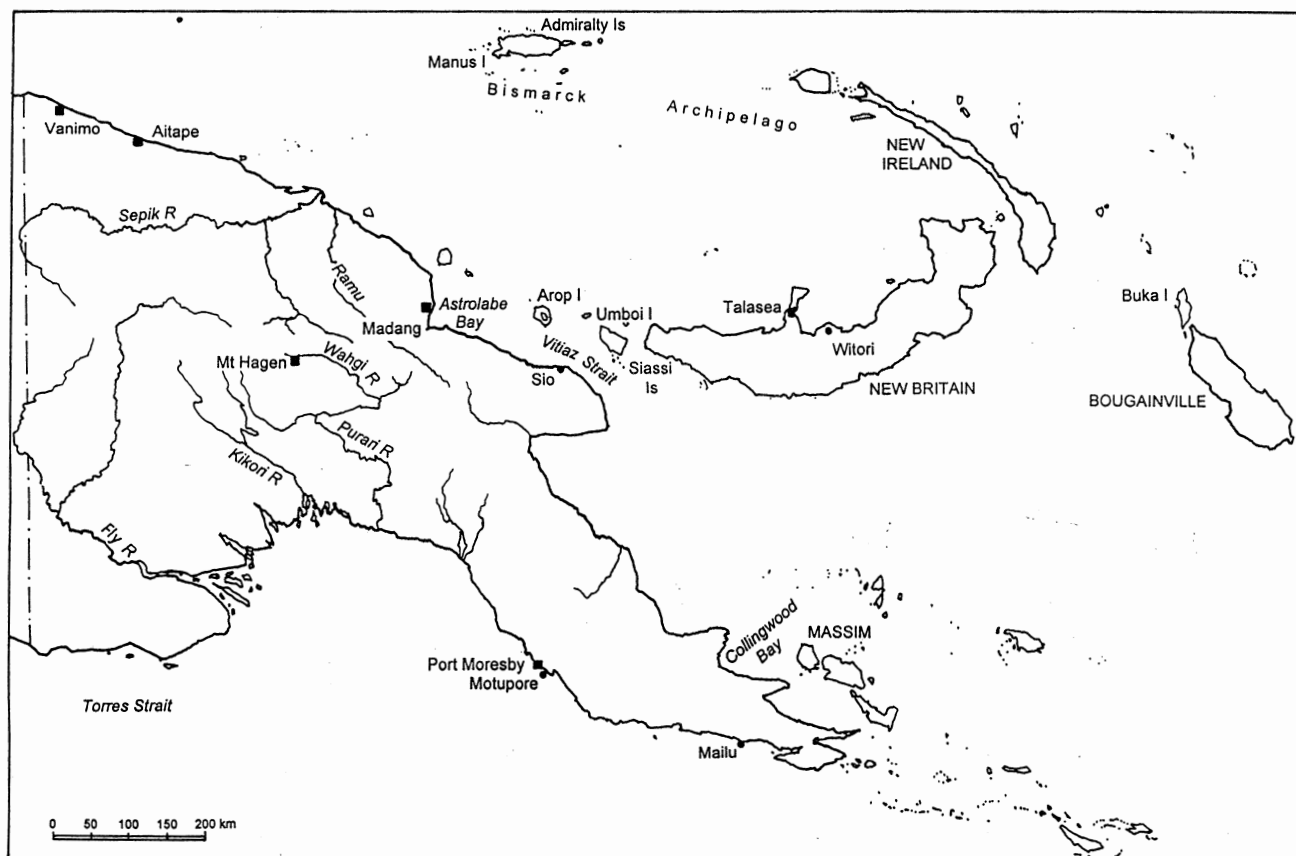 Admiralty Is
Manus I
Bismarck
Archipelago
Vanimo
Aitape
NEW
IRELAND
Sepik R
Ramu
Astrolabe
Bay
Madang
Arop I
Umboi I
Talasea
Buka I
Witori
Mt Hagen
Wahgi R
Vitiaz Strait
Sio
Siassi
Is
NEW BRITAIN
BOUGAINVILLE
Purari R
Kikori R
Fly R
Collingwood
Bay
MASSIM
Port Moresby
Motupore
Torres Strait
Mailu
0 50 100 150 200 km